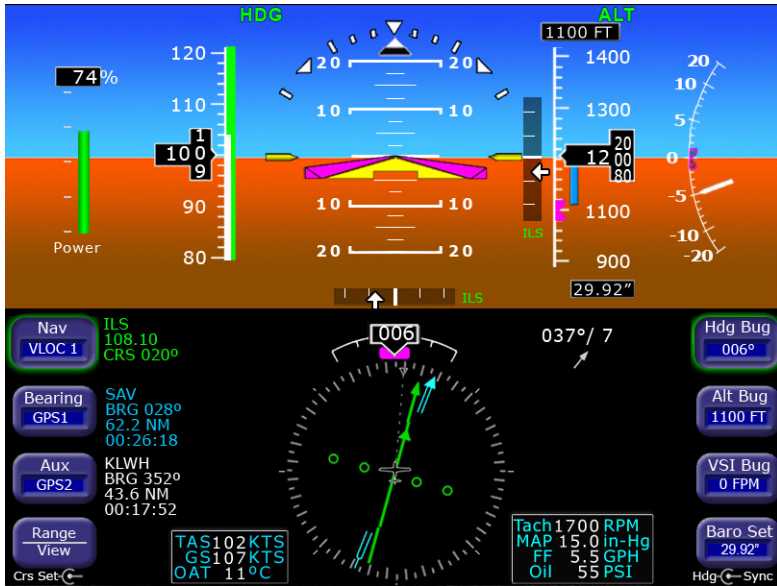 HDG
ALT
1100 FT
74%
120
110
100
1
9
90
80
Power
20 20
10 10
10 10
20 20
ILS
ILS
1400
1300
12
20
00
80
1100
900
29.92”
20
10
5
0
-5
-10
-20
Nav
VLOC 1
ILS
108.10
CRS 020º
Bearing
GPS1
SAV
BRG 028º
62.2 NM
00:26:18
Aux
GPS2
KLWH
BRG 352º
43.6 NM
00:17:52
Range
View
Crs Set
006
037°/ 7
TAS 102 KTS
GS 107 KTS
OAT 11ºC
Tach 1700 RPM
MAP 15.0 in-Hg
FF 5.5 GPH
Oil 55 PSI
Hdg Bug
006°
Alt Bug
1100 FT
VSI Bug
0 FPM
Baro Set
29.92”
Hdg Sync